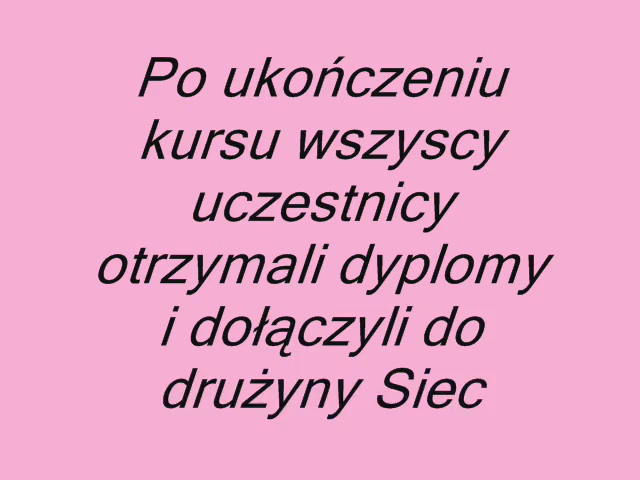 Po ukończeniu
kursu wszyscy
uczestnicy
otrzymali dyplomy
i dołączyli do
drużyny Siec